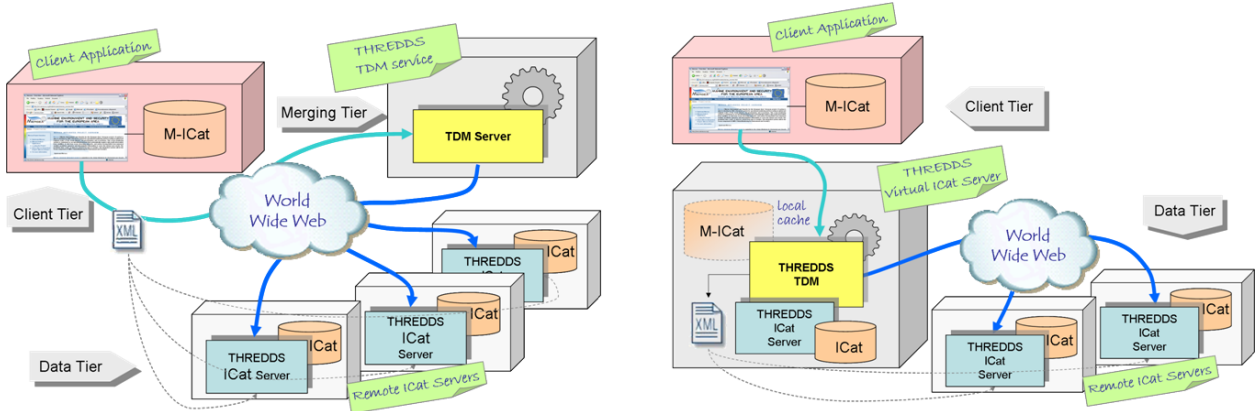 Client Application
M-ICat
THREDDS
TDM service
Merging Tier
TDM Server
World
Wide Web
Client Tier
XML
ICat
THREDDS
ICat
THREDDS
ICat
Server
ICat
THREDDS
ICat Server
Data Tier
Remote ICat Servers
Client Application
M-ICat
Client Tier
THREDDS
Virtual ICat Server
M-ICat
local
cache
THREDDS
TDM
XML
THREDDS
ICat
Server
ICat
World
Wide Web
Data Tier
ICat
THREDDS
ICat
Server
ICat
THREDDS
ICat
Server
Remote ICat Servers